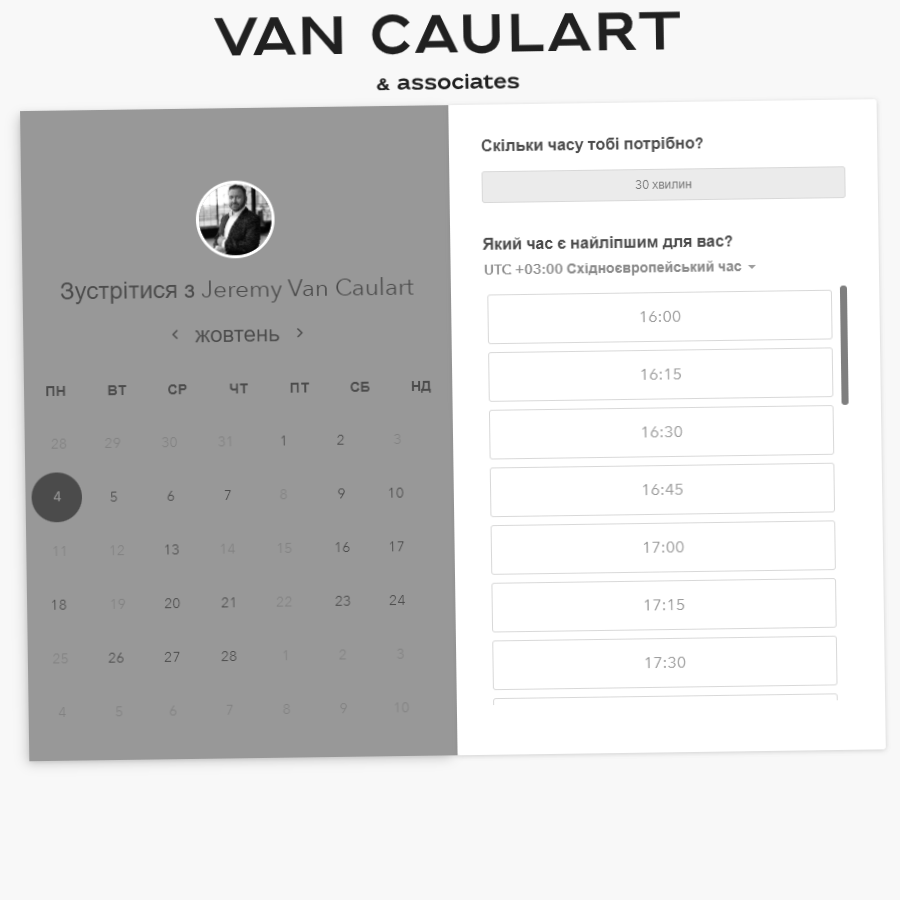 VAN CAULART
& associates
Зустрітися з Jeremy Van Caulart
жовтень
ПН ВТ СР ЧТ ПТ СБ НД
28 29 30 31 1 2 3
4 5 6 7 8 9 10
11 12 13 14 15 16 17
18 19 20 21 22 23 24
25 26 27 28 1 2 3
4 5 6 7 8 9 10
Скільки часу тобі потрібно?
30 хвилин
Який час є найліпшим для вас?
UTC +03:00 Східноєвропейський час
16:00
16:15
16:30
16:45
17:00
17:15
17:30